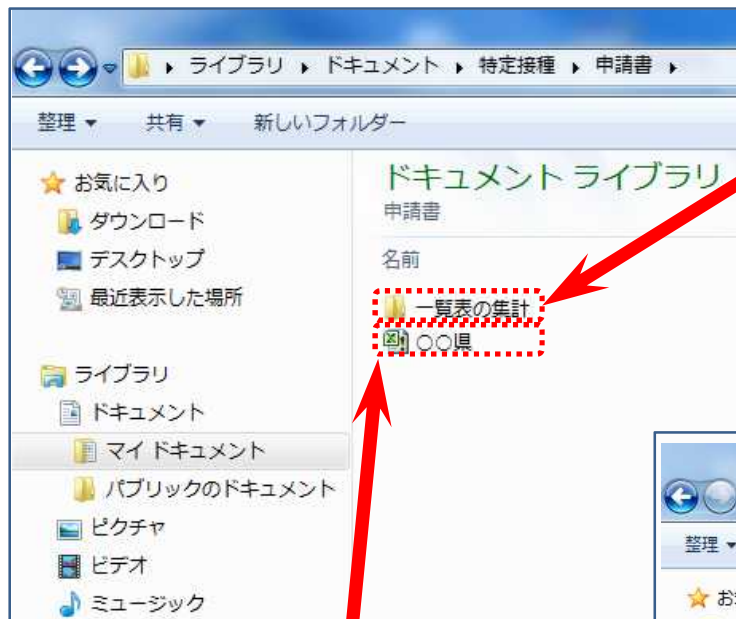 ライブラリ ▸ ドキュメント ▸ 特定接種 ▸ 申請書 ▸
整理 ▼ 共有 ▼ 新しいフォルダー
お気に入り
ダウンロード
デスクトップ
最近表示した場所
ライブラリ
ドキュメント
マイ ドキュメント
パブリックのドキュメント
ピクチャ
ビデオ
ミュージック
ドキュメント ライブラリ
申請書
名前
一覧表の集計
○○県
整理 ▼